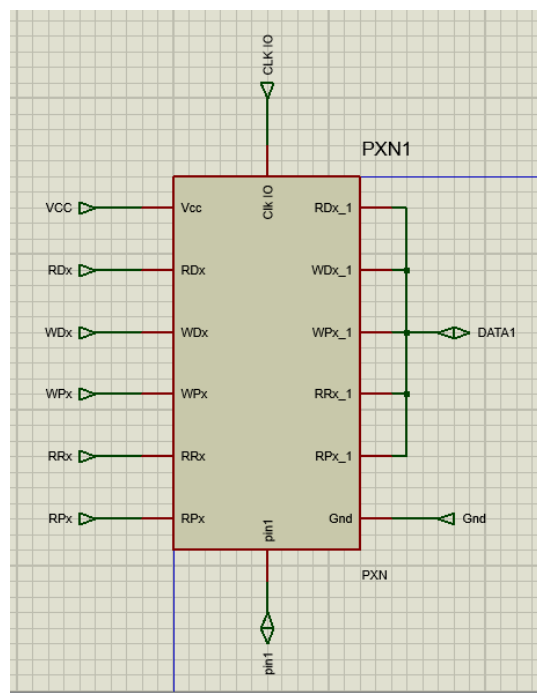 CLK IO
PXN1
Clk IO
VCC Vcc RDx_1
RDx RDx WDx_1
WDx WDx WPx_1 DATA1
WPx WPx RRx_1
RRx RRx RPx_1
RPx RPx Gnd Gnd
pin1
PXN
pin1